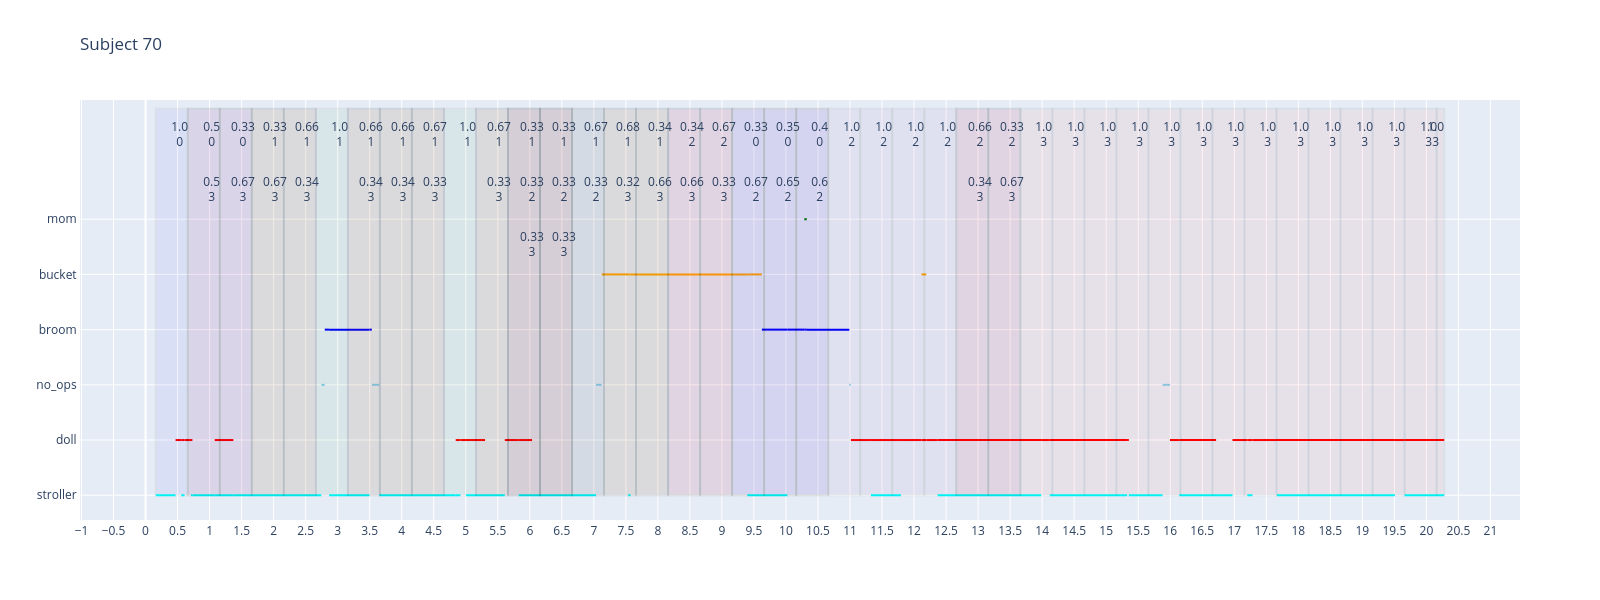 Subject 70
1.0 0.5 0.33 0.33 0.66 1.0 0.66 0.66 0.67 1.0 0.67 0.33 0.33 0.67 0.68 0.34 0.34 0.67 0.33 0.35 0.4 1.0 1.0 1.0 1.0 0.66 0.33 1.0 1.0 1.0 1.0 1.0 1.0 1.0 1.0 1.0 1.0 1.0 1.0
0 0 0 1 1 1 1 1 1 1 1 1 1 1 1 1 2 2 0 0 0 2 2 2 2 2 2 3 3 3 3 3 3 3 3 3 3 3 3 33
0.5 0.67 0.67 0.34 0.34 0.34 0.33 0.33 0.33 0.33 0.33 0.32 0.66 0.66 0.33 0.67 0.65 0.6 0.34 0.67
3 3 3 3 3 3 3 3 2 2 2 3 3 3 3 2 2 2 3 3
mom
0.33 0.33
3 3
bucket
broom
no_ops
doll
stroller
−1 −0.5 0 0.5 1 1.5 2 2.5 3 3.5 4 4.5 5 5.5 6 6.5 7 7.5 8 8.5 9 9.5 10 10.5 11 11.5 12 12.5 13 13.5 14 14.5 15 15.5 16 16.5 17 17.5 18 18.5 19 19.5 20 20.5 21